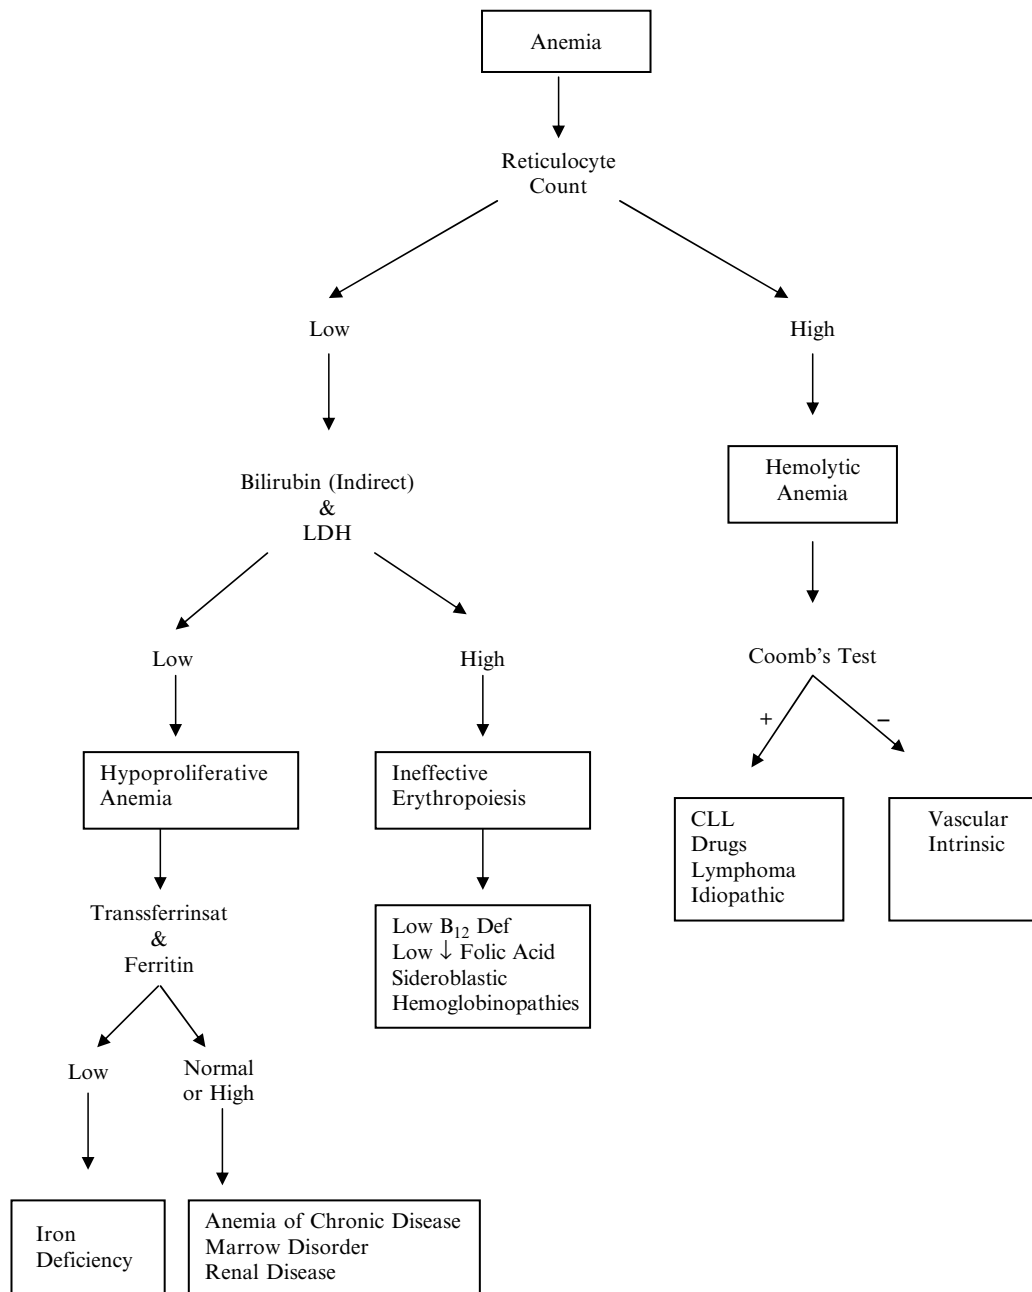 Anemia
Reticulocyte
Count
Low
High
Bilirubin (Indirect)
&
LDH
Hemolytic
Anemia
Low
High
Coomb's Test
+
−
Hypoproliferative
Anemia
Ineffective
Erythropoiesis
CLL
Drugs
Lymphoma
Idiopathic
Vascular
Intrinsic
Transsferrinsat
&
Ferritin
Low B₁₂ Def
Low ↓ Folic Acid
Sideroblastic
Hemoglobinopathies
Low
Normal
or High
Iron
Deficiency
Anemia of Chronic Disease
Marrow Disorder
Renal Disease